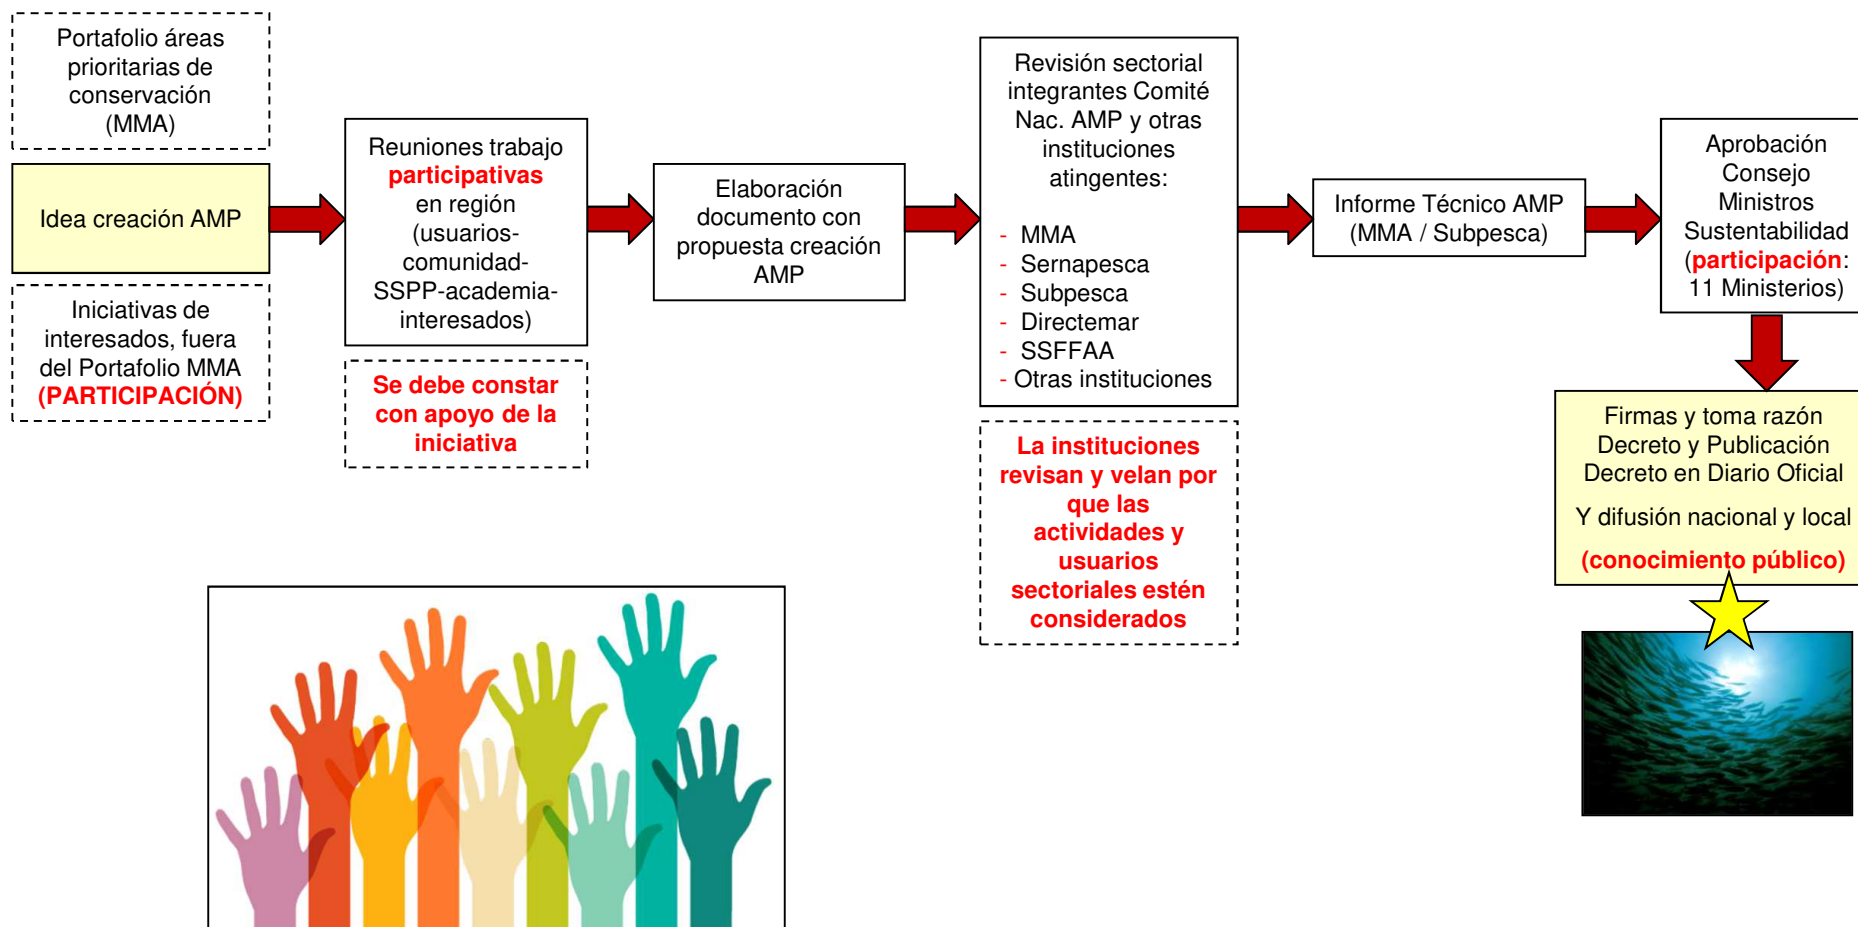 Portafolio áreas
prioritarias de
conservación
(MMA)
Idea creación AMP
Iniciativas de
interesados, fuera
del Portafolio MMA
(PARTICIPACIÓN)
Reuniones trabajo
participativas
en región
(usuarios-
comunidad-
SSPP-academia-
interesados)
Se debe constar
con apoyo de la
iniciativa
Elaboración
documento con
propuesta creación
AMP
Revisión sectorial
integrantes Comité
Nac. AMP y otras
instituciones
atingentes:
- MMA
- Sernapesca
- Subpesca
- Directemar
- SSFFAA
- Otras instituciones
La instituciones
revisan y velan por
que las
actividades y
usuarios
sectoriales estén
considerados
Informe Técnico AMP
(MMA / Subpesca)
Aprobación
Consejo
Ministros
Sustentabilidad
(participación:
11 Ministerios)
Firmas y toma razón
Decreto y Publicación
Decreto en Diario Oficial
Y difusión nacional y local
(conocimiento público)